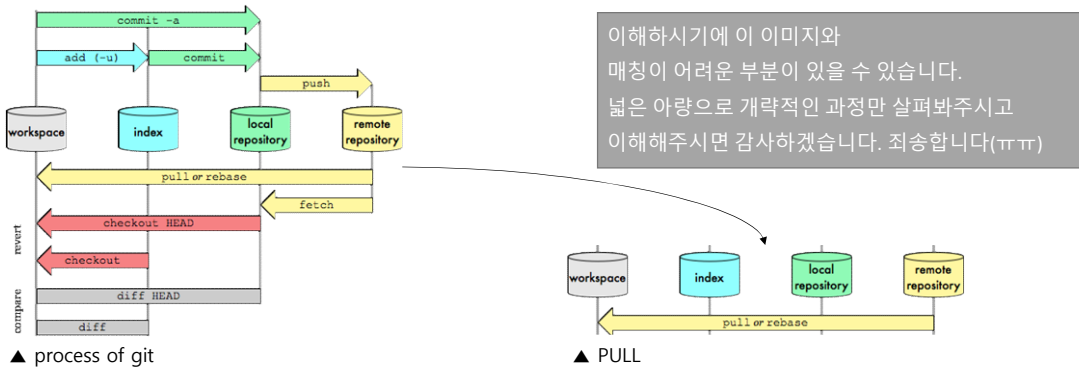 commit -a
add (-u)
commit
push
workspace
index
local
repository
remote
repository
pull or rebase
fetch
revert
checkout HEAD
checkout
compare
diff HEAD
diff
▲ process of git
이해하시기에 이 이미지와
매칭이 어려운 부분이 있을 수 있습니다.
넓은 아량으로 개략적인 과정만 살펴봐주시고
이해해주시면 감사하겠습니다. 죄송합니다(ㅠㅠ)
workspace
index
local
repository
remote
repository
pull or rebase
▲ PULL